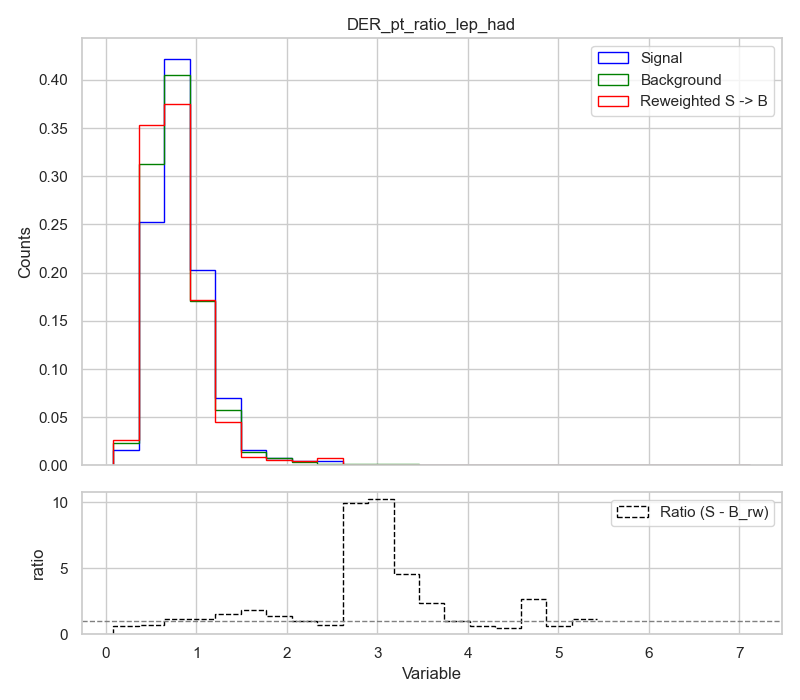 DER_pt_ratio_lep_had
Signal
Background
Reweighted S -> B
0.40
0.35
0.30
0.25
0.20
0.15
0.10
0.05
0.00
Counts
Ratio (S - B_rw)
10
5
0
ratio
0 1 2 3 4 5 6 7
Variable